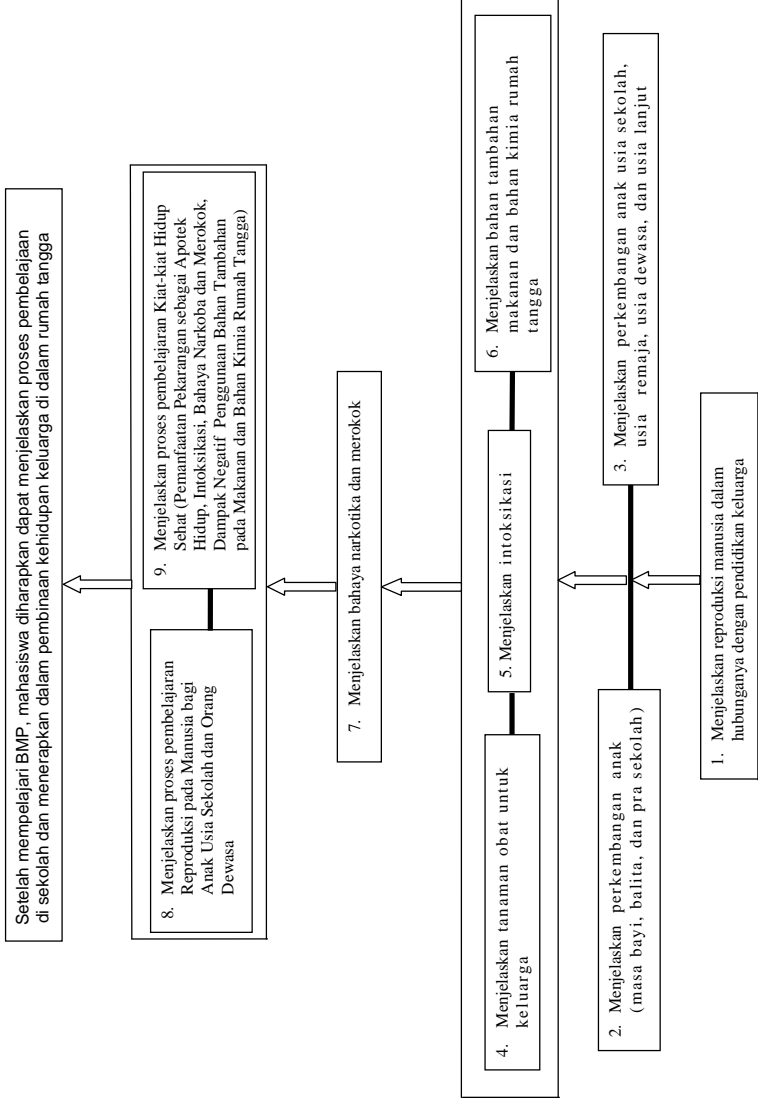 Setelah mempelajari BMP, mahasiswa diharapkan dapat menjelaskan proses pembelajaan
di sekolah dan menerapkan dalam pembinaan kehidupan keluarga di dalam rumah tangga
8. Menjelaskan proses pembelajaran
Reproduksi pada Manusia bagi
Anak Usia Sekolah dan Orang
Dewasa
9. Menjelaskan proses pembelajaran Kiat-kiat Hidup
Sehat (Pemanfaatan Pekarangan sebagai Apotek
Hidup, Intoksikasi, Bahaya Narkoba dan Merokok,
Dampak Negatif Penggunaan Bahan Tambahan
pada Makanan dan Bahan Kimia Rumah Tangga)
7. Menjelaskan bahaya narkotika dan merokok
4. Menjelaskan tanaman obat untuk
keluarga
5. Menjelaskan intoksikasi
6. Menjelaskan bahan tambahan
makanan dan bahan kimia rumah
tangga
2. Menjelaskan perkembangan anak
(masa bayi, balita, dan pra sekolah)
3. Menjelaskan perkembangan anak usia sekolah,
usia remaja, usia dewasa, dan usia lanjut
1. Menjelaskan reproduksi manusia dalam
hubunganya dengan pendidikan keluarga